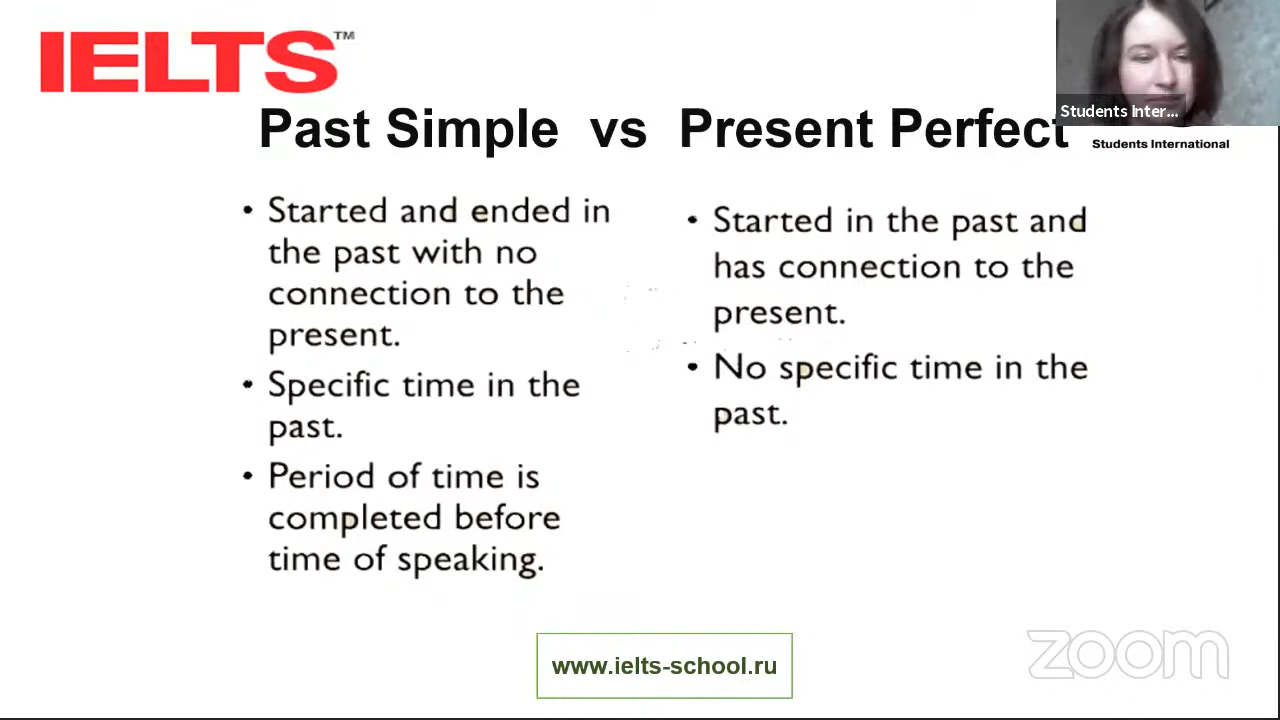 IELTS™
Students Inter...
Past Simple vs Present Perfect
Students International
• Started and ended in
the past with no
connection to the
present.
• Specific time in the
past.
• Period of time is
completed before
time of speaking.
• Started in the past and
has connection to the
present.
• No specific time in the
past.
www.ielts-school.ru
zoom